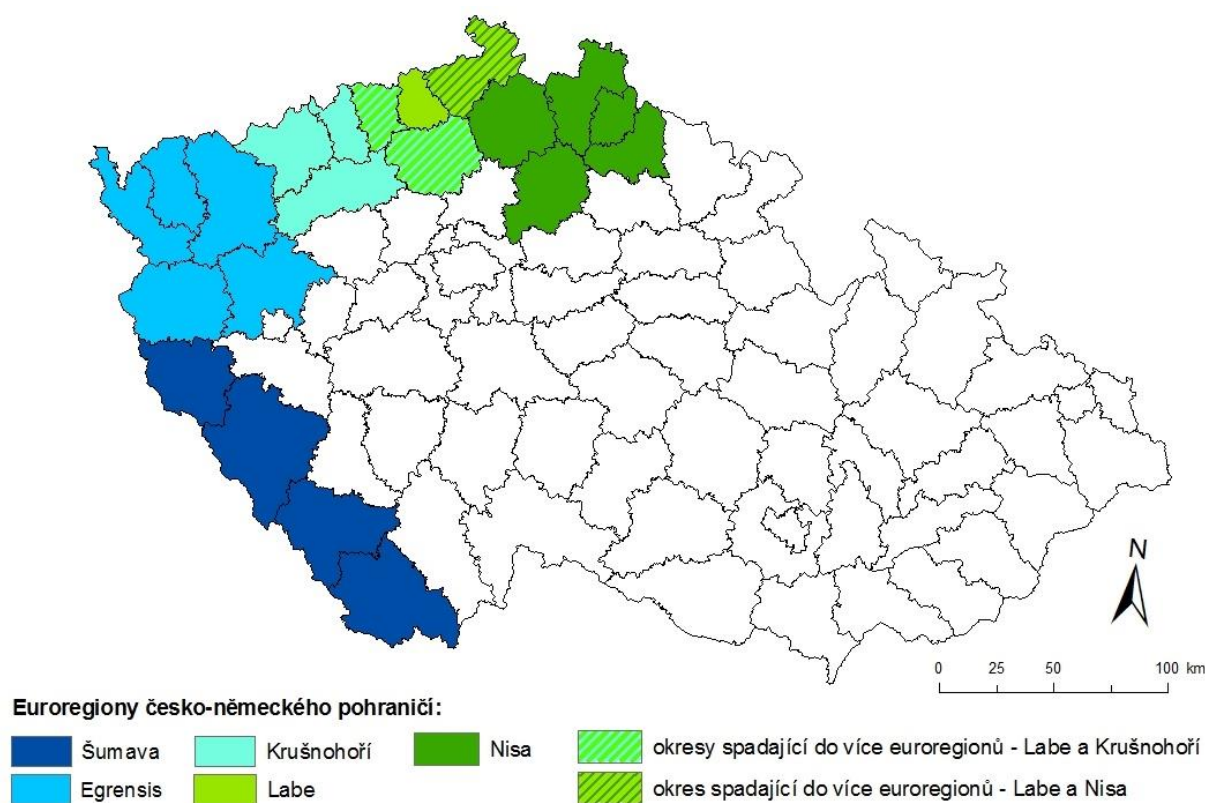 N
0 25 50 100 km
Euroregiony česko-německého pohraničí:
Šumava Krušnohoří Nisa okresy spadající do více euroregionů - Labe a Krušnohoří
Egrensis Labe okres spadající do více euroregionů - Labe a Nisa